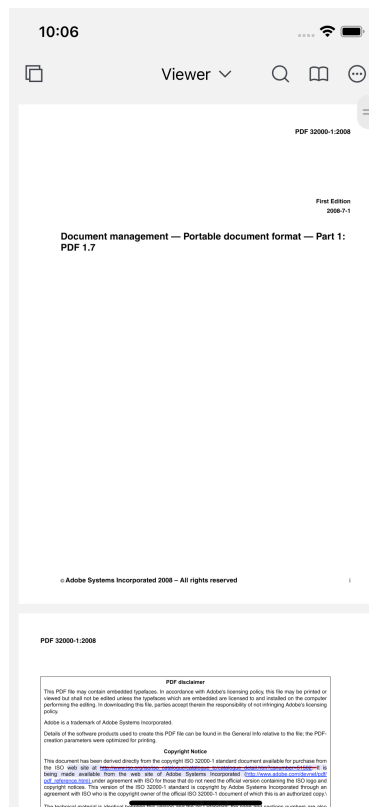 10:06
Viewer
PDF 32000-1:2008
First Edition
2008-7-1
Document management — Portable document format — Part 1:
PDF 1.7
© Adobe Systems Incorporated 2008 – All rights reserved
i
PDF 32000-1:2008
PDF disclaimer
This PDF file may contain embedded typefaces. In accordance with Adobe's licensing policy, this file may be printed or
viewed but shall not be edited unless the typefaces which are embedded are licensed to and installed on the computer
performing the editing. In downloading this file, parties accept therein the responsibility of not infringing Adobe's licensing
policy.
Adobe is a trademark of Adobe Systems Incorporated.
Details of the software products used to create this PDF file can be found in the General Info relative to the file; the PDF-
creation parameters were optimized for printing.
Copyright Notice
This document has been derived directly from the copyright ISO 32000-1 standard document available for purchase from
the ISO web site at It is
being made available from the web site of Adobe Systems Incorporated (http://www.adobe.com/devnet/pdf/
pdf_reference.html) under agreement with ISO for those that do not need the official version containing the ISO logo and
copyright notices. This version of the ISO 32000-1 standard is copyright by Adobe Systems Incorporated through an
agreement with ISO who is the copyright owner of the official ISO 32000-1 document of which this is an authorized copy.\
The technical material is identical between